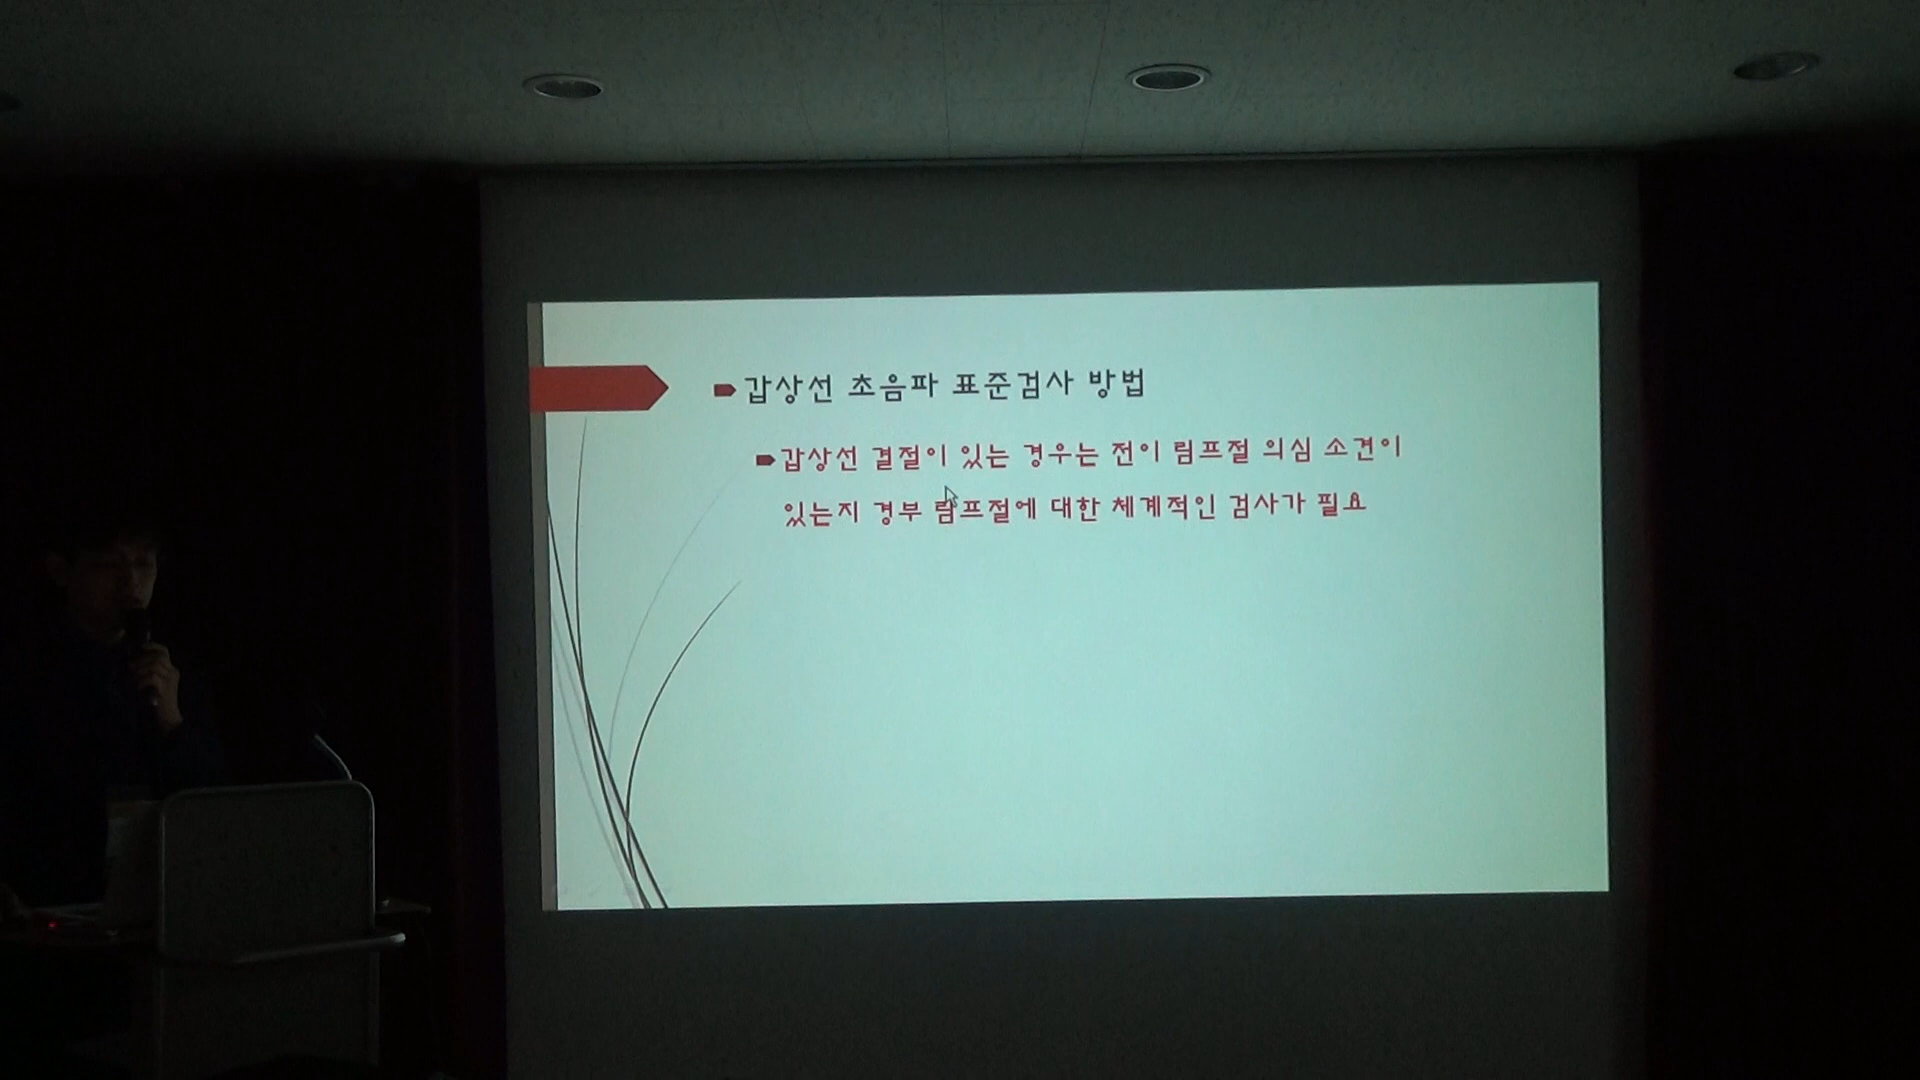 갑상선 초음파 표준검사 방법
갑상선 결절이 있는 경우는 전이 림프절 의심 소견이
있는지 경부 림프절에 대한 체계적인 검사가 필요